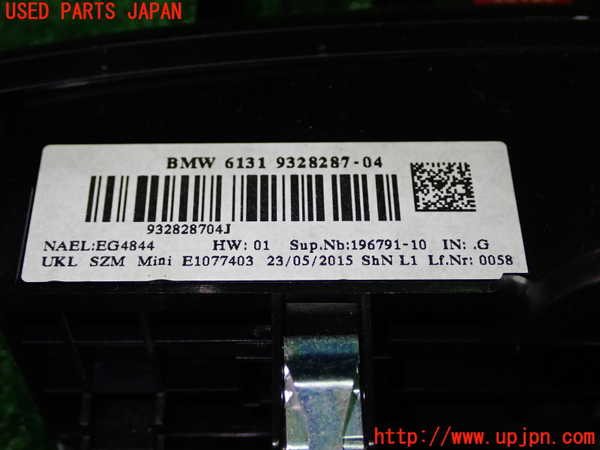 USED PARTS JAPAN
BMW 6131 9328287-04
932828704J
NAEL:EG4844 HW: 01 Sup.Nb:196791-10 IN: .G
UKL SZM Mini E1077403 23/05/2015 ShN L1 Lf.Nr: 0058
http://www.upjpn.com/